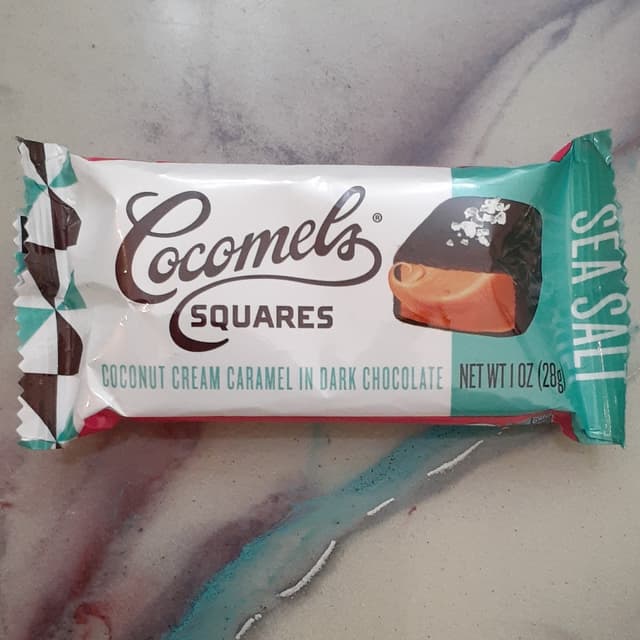 Cocomels®
SQUARES
COCONUT CREAM CARAMEL IN DARK CHOCOLATE
NET WT 1 OZ (28g)
SEA SALT